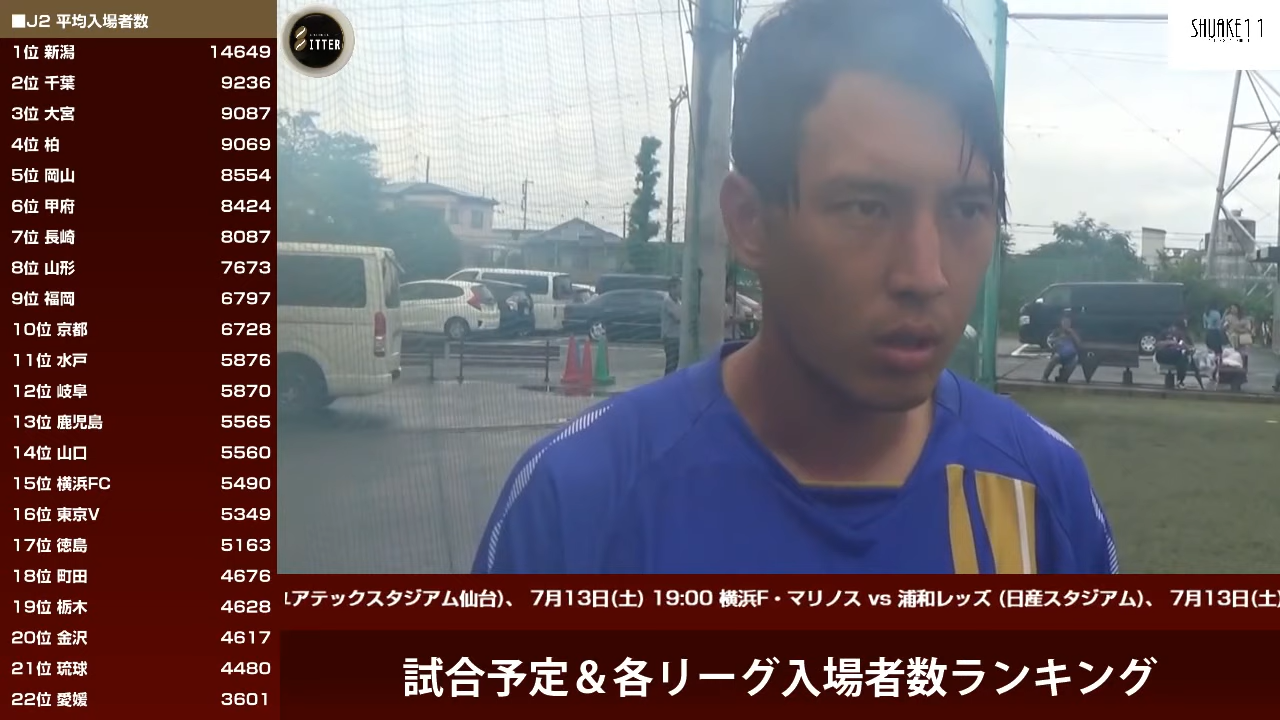 ■J2 平均入場者数
1位 新潟 14649
2位 千葉 9236
3位 大宮 9087
4位 柏 9069
5位 岡山 8554
6位 甲府 8424
7位 長崎 8087
8位 山形 7673
9位 福岡 6797
10位 京都 6728
11位 水戸 5876
12位 岐阜 5870
13位 鹿児島 5565
14位 山口 5560
15位 横浜FC 5490
16位 東京V 5349
17位 徳島 5163
18位 町田 4676
19位 栃木 4628
20位 金沢 4617
21位 琉球 4480
22位 愛媛 3601
ITTER
SHUAKE11
アテックスタジアム仙台)、 7月13日(土) 19:00 横浜F・マリノス vs 浦和レッズ (日産スタジアム)、 7月13日(土)
試合予定＆各リーグ入場者数ランキング